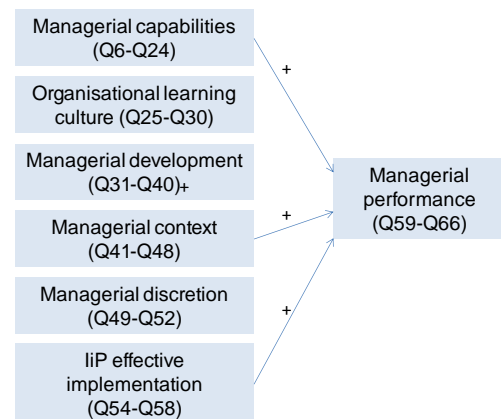 Managerial capabilities
(Q6-Q24)
+
Organisational learning
culture (Q25-Q30)
Managerial development
(Q31-Q40)+
Managerial
performance
(Q59-Q66)
Managerial context
(Q41-Q48)
+
Managerial discretion
(Q49-Q52)
+
IiP effective
implementation
(Q54-Q58)